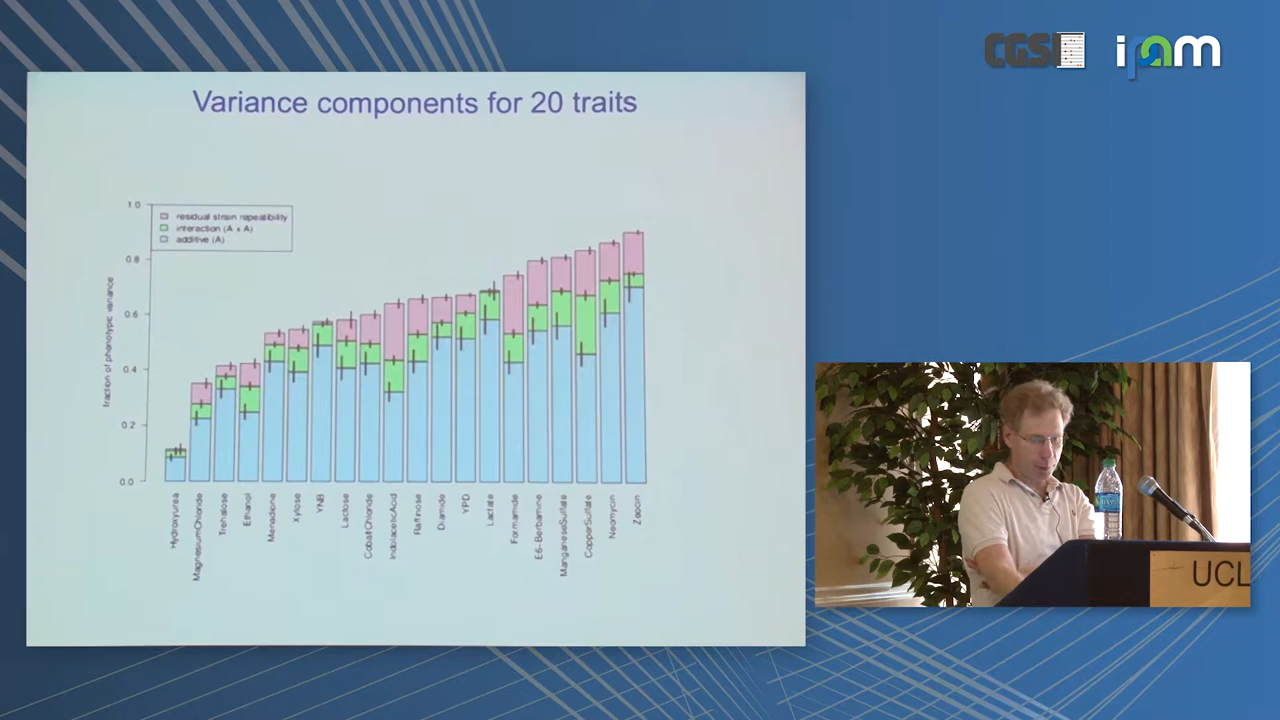 CGSI
ipam
Variance components for 20 traits
1.0
0.8
0.6
0.4
0.2
0.0
fraction of phenotypic variance
residual strain repeatibility
interaction (A x A)
additive (A)
Hydroxyurea
MagnesiumChloride
Trehalose
Ethanol
Menadione
Xylose
YNB
Lactose
CobaltChloride
IndolaceticAcid
Raffinose
Diamide
YPD
Lactate
Formamide
E6-Berbamine
ManganeseSulfate
CopperSulfate
Neomycin
Zeocin
UCL